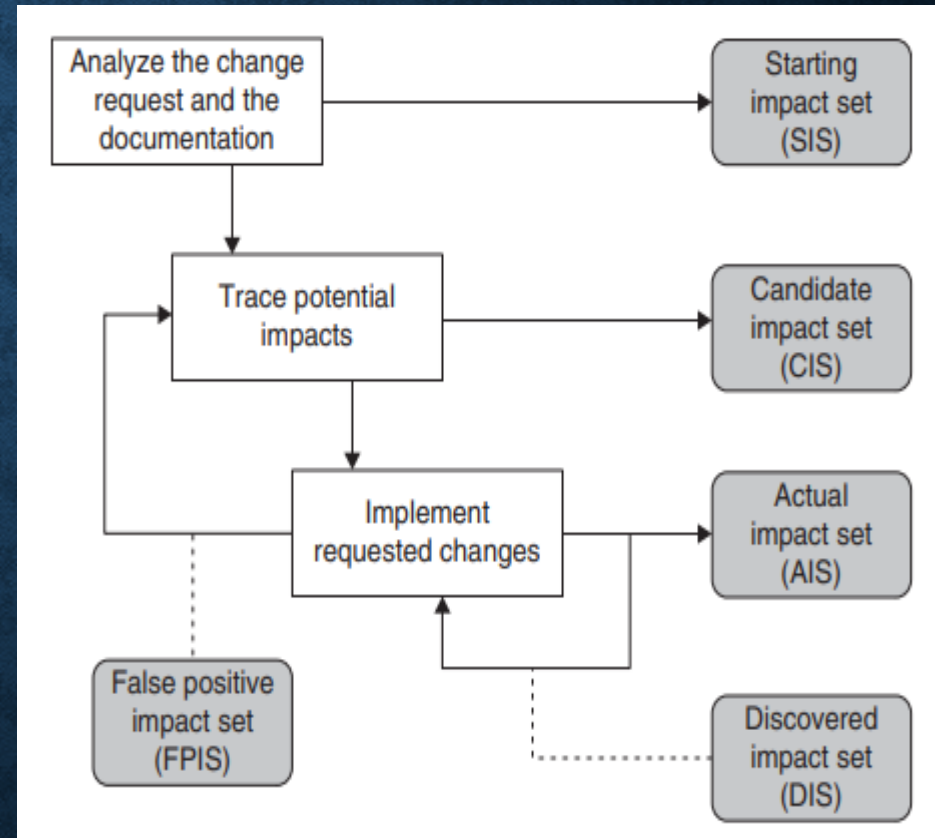 Analyze the change
request and the
documentation
Starting
impact set
(SIS)
Trace potential
impacts
Candidate
impact set
(CIS)
Implement
requested changes
Actual
impact set
(AIS)
False positive
impact set
(FPIS)
Discovered
impact set
(DIS)